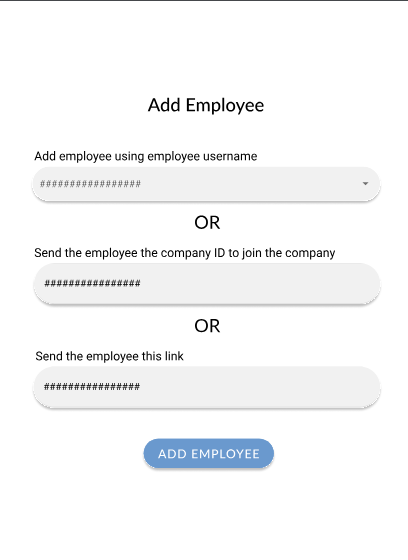 Add Employee
Add employee using employee username
#################
OR
Send the employee the company ID to join the company
################
OR
Send the employee this link
################
ADD EMPLOYEE